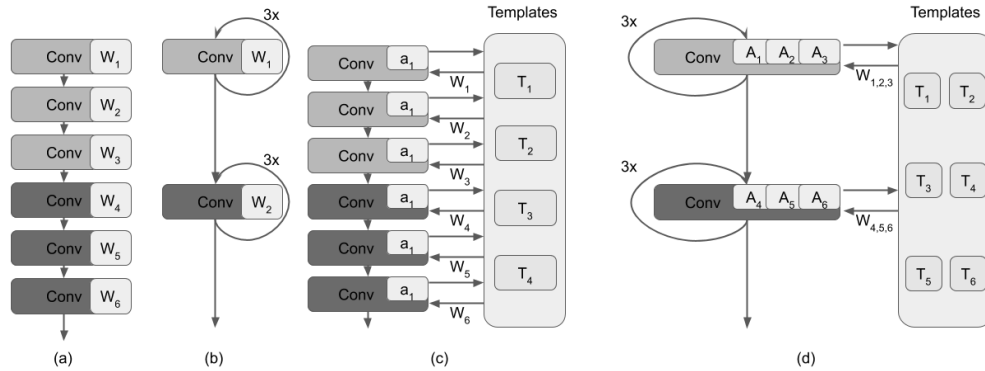 Conv W1
Conv W2
Conv W3
Conv W4
Conv W5
Conv W6
(a)
3x
Conv W1
3x
Conv W2
(b)
Templates
Conv a1
W1
Conv a1
W2
Conv a1
W3
Conv a1
W4
Conv a1
W5
Conv a1
W6
T1
T2
T3
T4
(c)
3x
Conv A1 A2 A3
W1,2,3
3x
Conv A4 A5 A6
W4,5,6
Templates
T1 T2
T3 T4
T5 T6
(d)